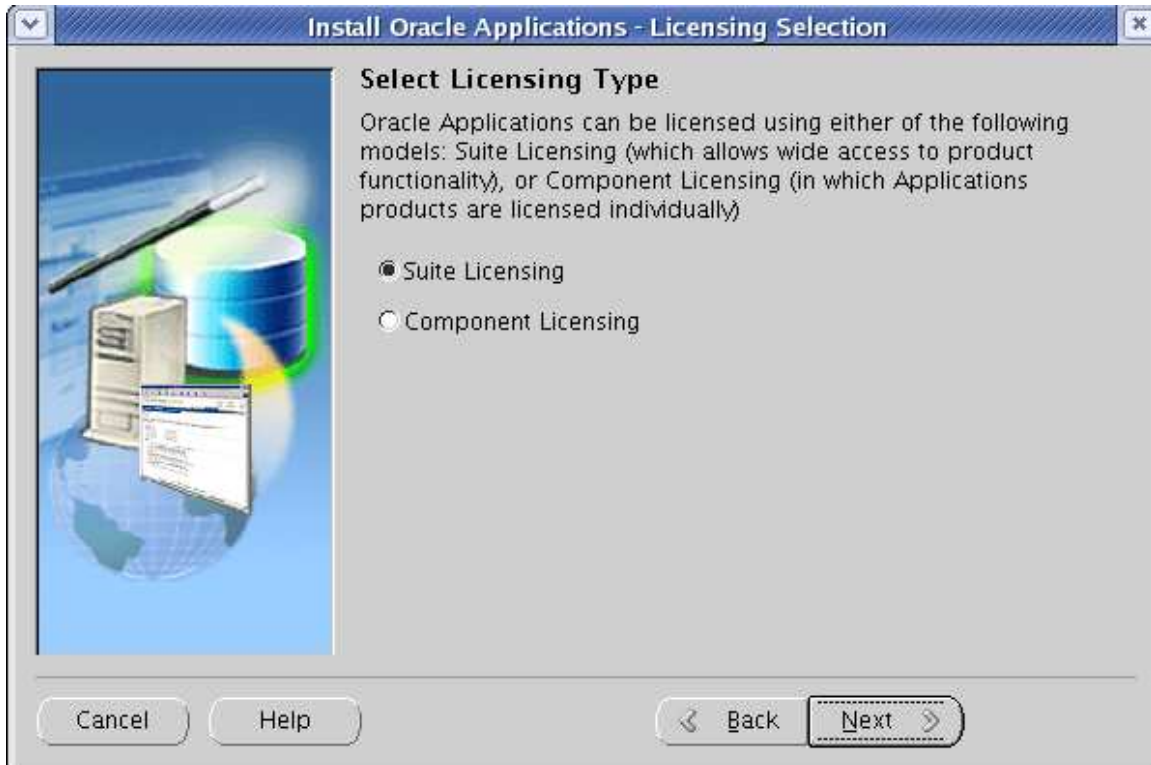 Install Oracle Applications - Licensing Selection
Select Licensing Type
Oracle Applications can be licensed using either of the following
models: Suite Licensing (which allows wide access to product
functionality), or Component Licensing (in which Applications
products are licensed individually)
Suite Licensing
Component Licensing
Cancel
Help
Back
Next